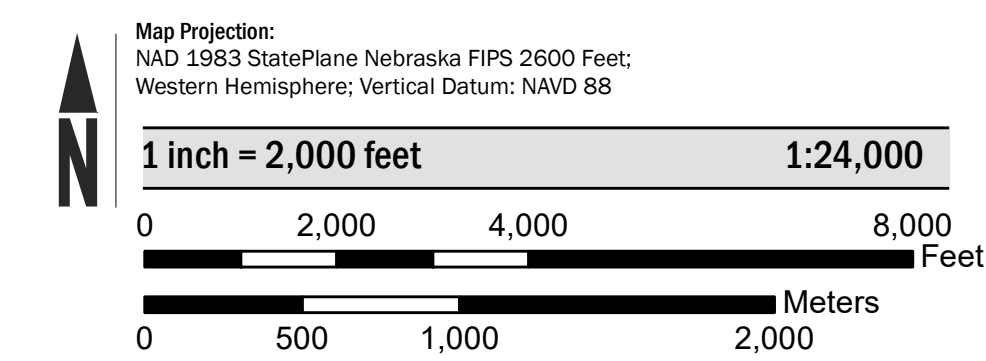 N
Map Projection:
NAD 1983 StatePlane Nebraska FIPS 2600 Feet;
Western Hemisphere; Vertical Datum: NAVD 88
1 inch = 2,000 feet 1:24,000
0 2,000 4,000 8,000
Feet
Meters
0 500 1,000 2,000